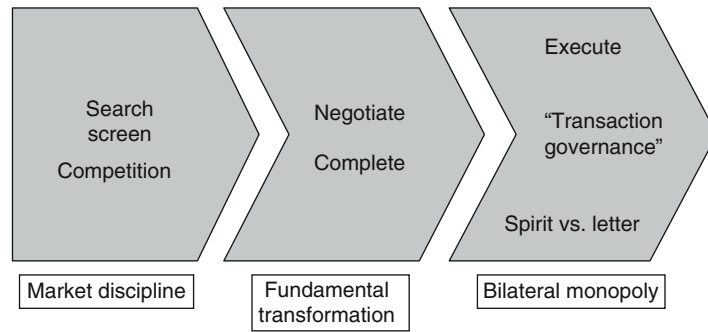 Search
screen
Competition
Negotiate
Complete
Execute
“Transaction
governance”
Spirit vs. letter
Market discipline
Fundamental
transformation
Bilateral monopoly